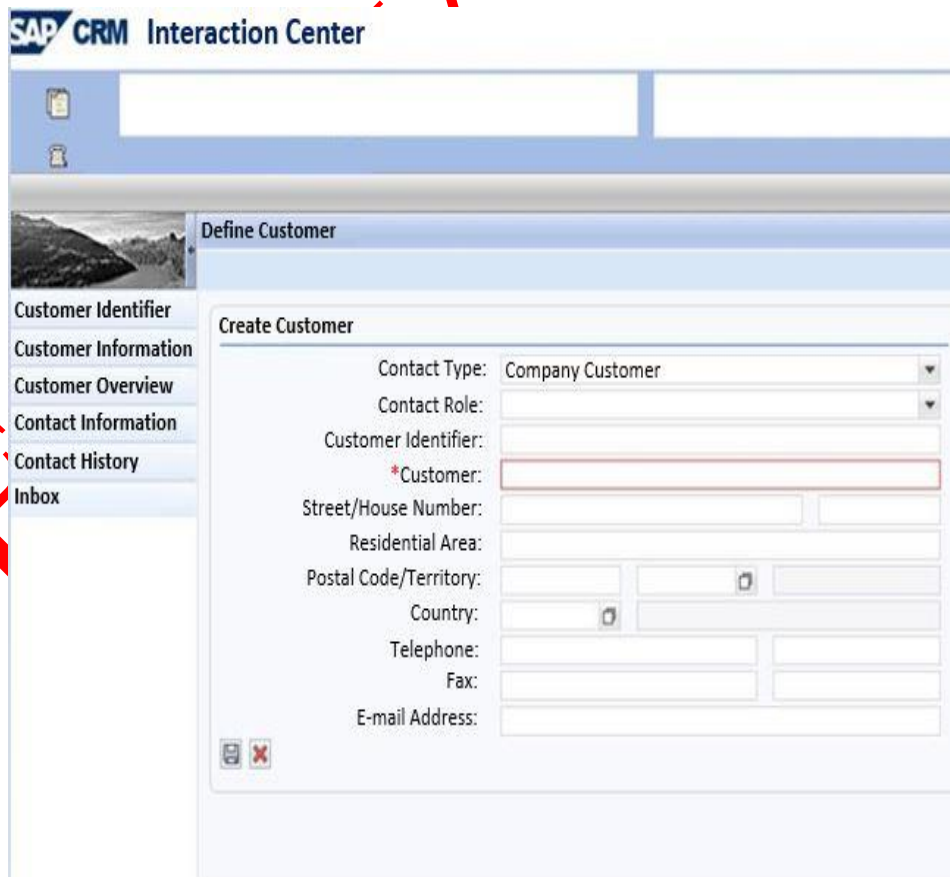 SAP CRM Interaction Center
Define Customer
Customer Identifier
Customer Information
Customer Overview
Contact Information
Contact History
Inbox
Create Customer
Contact Type: Company Customer
Contact Role:
Customer Identifier:
*Customer:
Street/House Number:
Residential Area:
Postal Code/Territory:
Country:
Telephone:
Fax:
E-mail Address: